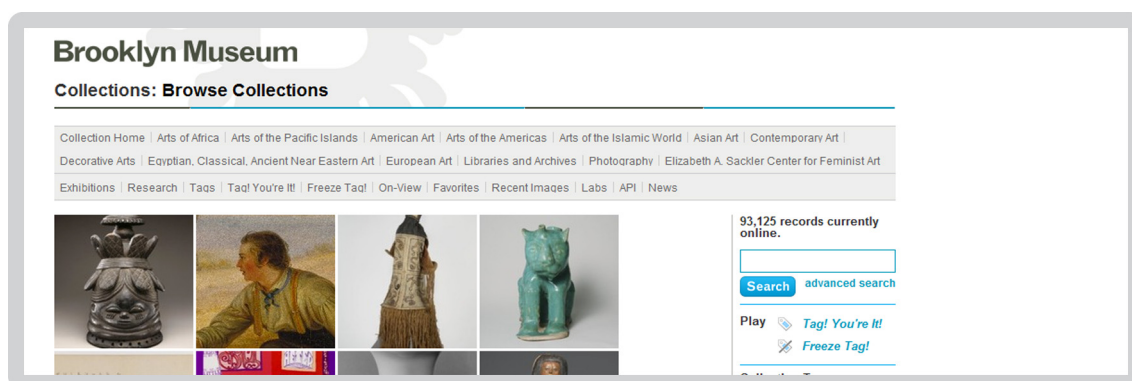 Brooklyn Museum
Collections: Browse Collections
Collection Home | Arts of Africa | Arts of the Pacific Islands | American Art | Arts of the Americas | Arts of the Islamic World | Asian Art | Contemporary Art |
Decorative Arts | Egyptian, Classical, Ancient Near Eastern Art | European Art | Libraries and Archives | Photography | Elizabeth A. Sackler Center for Feminist Art
Exhibitions | Research | Tags | Tag! You're It! | Freeze Tag! | On-View | Favorites | Recent Images | Labs | API | News
93,125 records currently
online.
Search advanced search
Play Tag! You're It!
Freeze Tag!